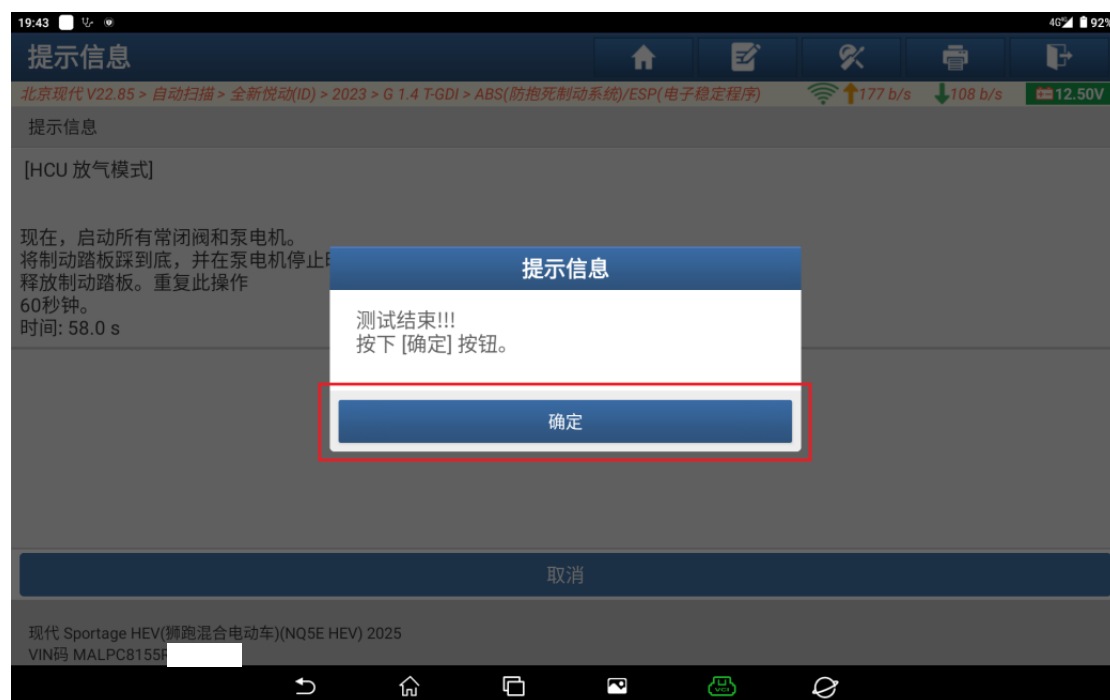 19:43
4G 92%
提示信息
北京现代 V22.85 > 自动扫描 > 全新悦动(ID) > 2023 > G 1.4 T-GDI > ABS(防抱死制动系统)/ESP(电子稳定程序)
177 b/s
108 b/s
12.50V
提示信息
[HCU 放气模式]
现在，启动所有常闭阀和泵电机。
将制动踏板踩到底，并在泵电机停止
释放制动踏板。重复此操作
60秒钟。
时间: 58.0 s
提示信息
测试结束!!!
按下 [确定] 按钮。
确定
取消
现代 Sportage HEV(狮跑混合电动车)(NQ5E HEV) 2025
VIN码 MALPC8155
VCI